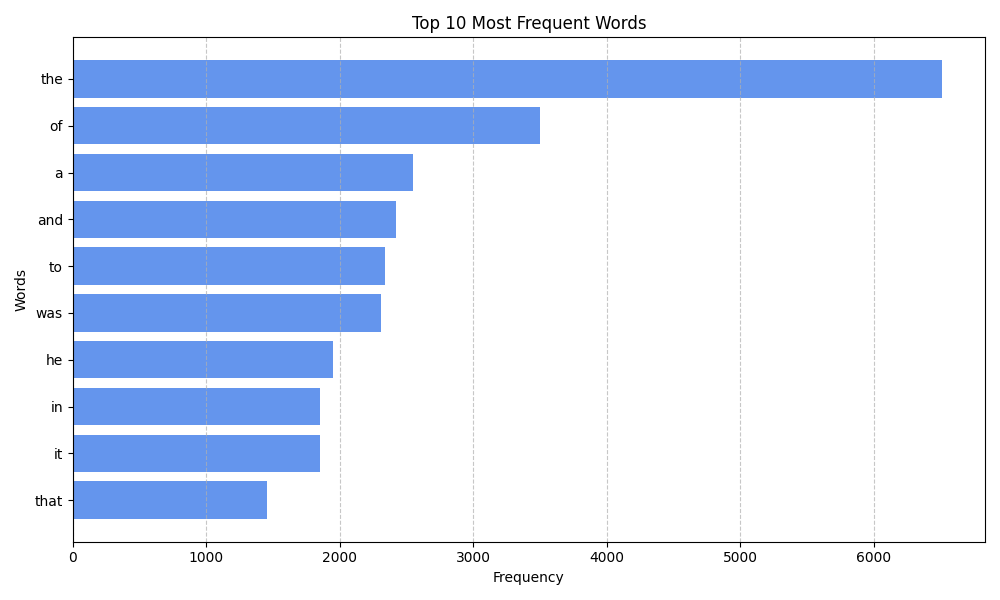 Top 10 Most Frequent Words
the
of
a
and
to
was
he
in
it
that
Words
0 1000 2000 3000 4000 5000 6000
Frequency